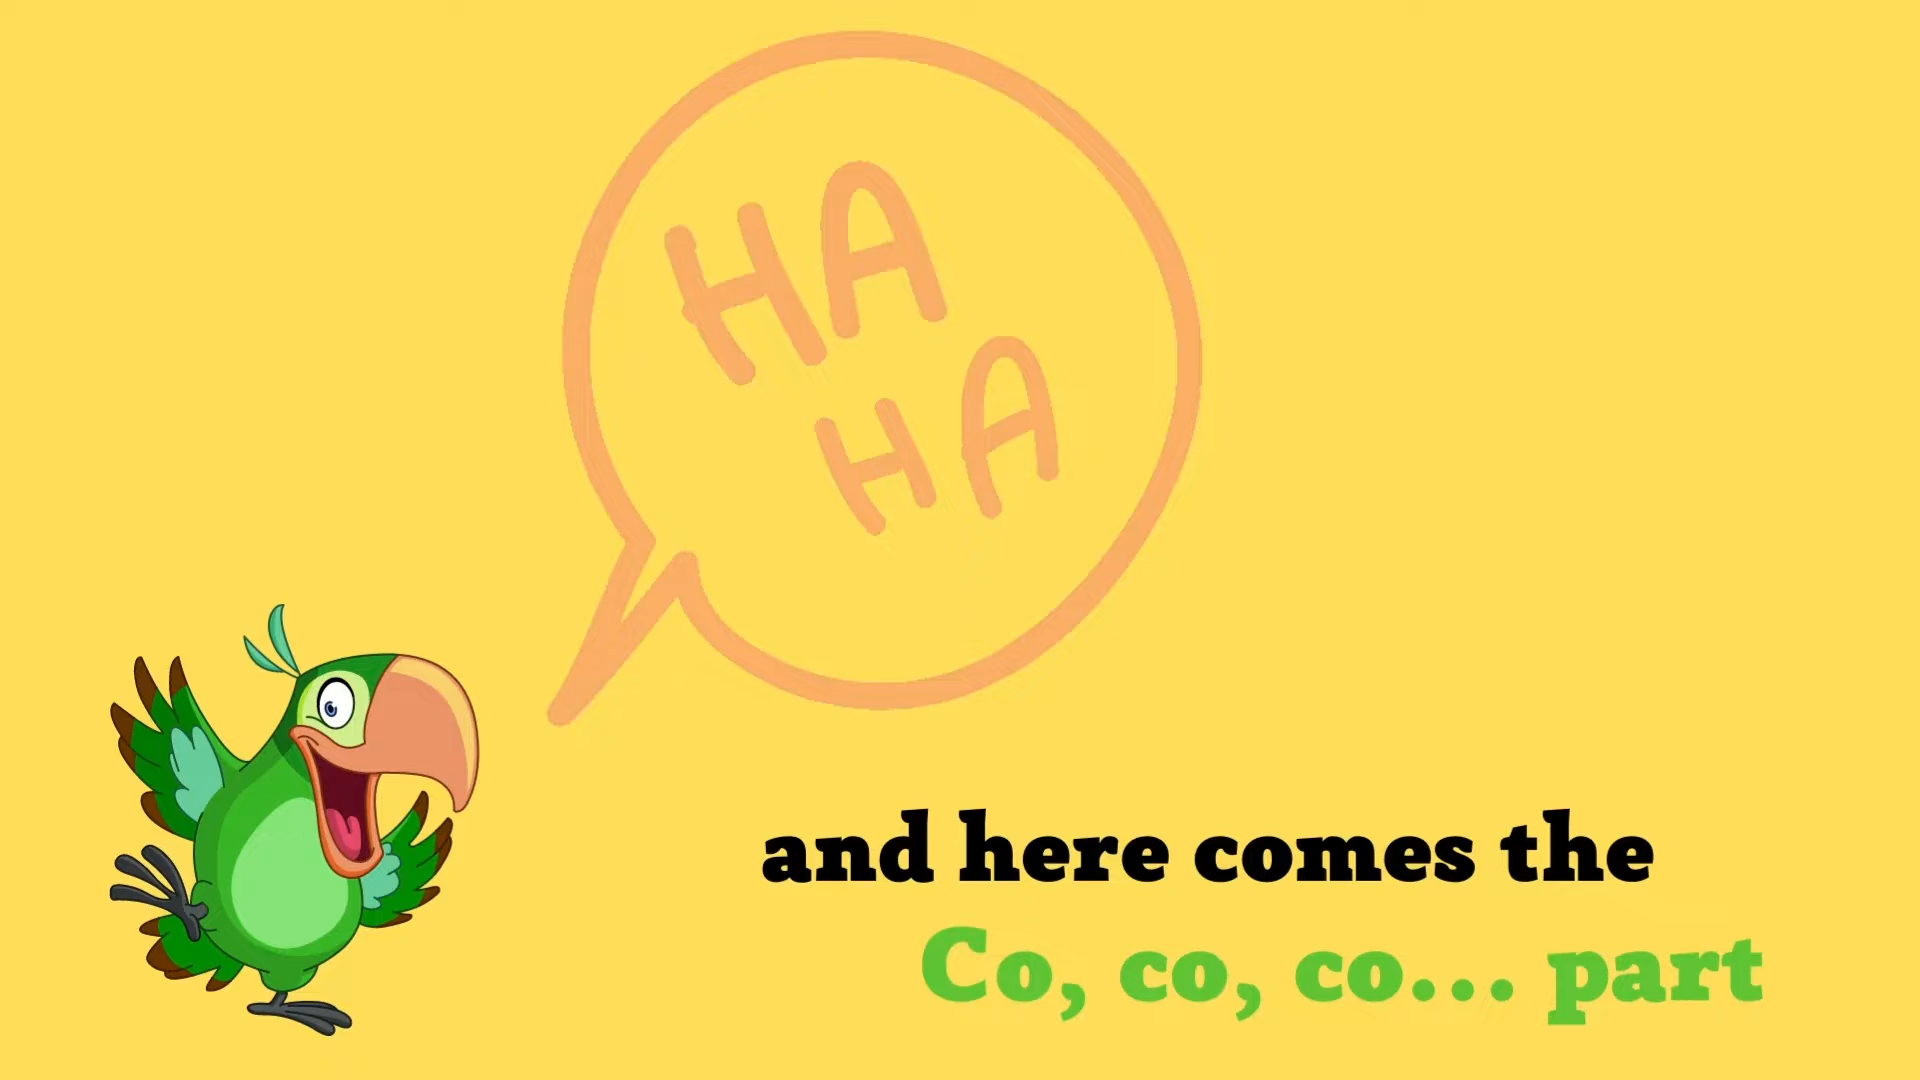 HA
HA
and here comes the
Co, co, co... part